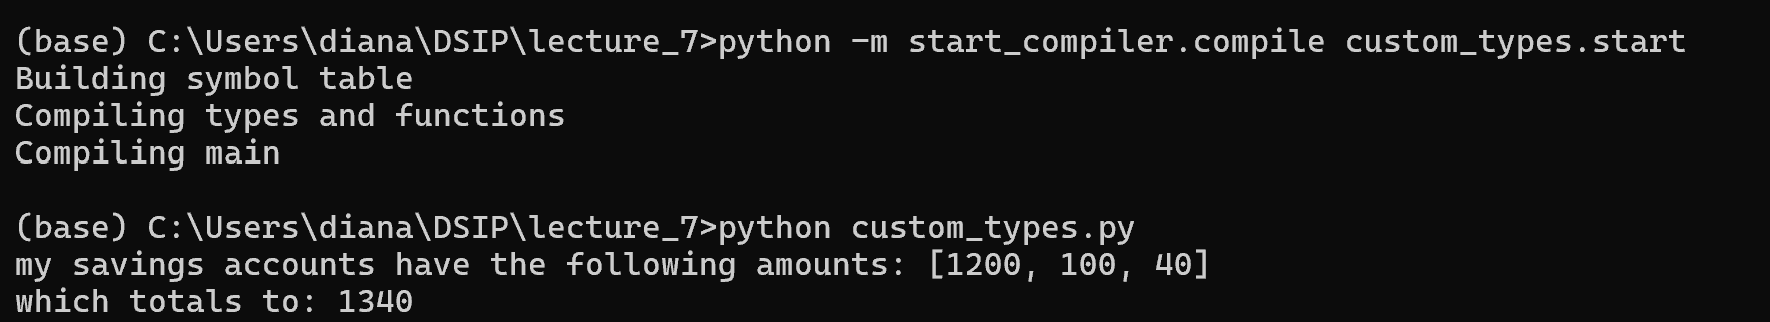 (base) C:\Users\diana\DSIP\lecture_7>python -m start_compiler.compile custom_types.start
Building symbol table
Compiling types and functions
Compiling main

(base) C:\Users\diana\DSIP\lecture_7>python custom_types.py
my savings accounts have the following amounts: [1200, 100, 40]
which totals to: 1340